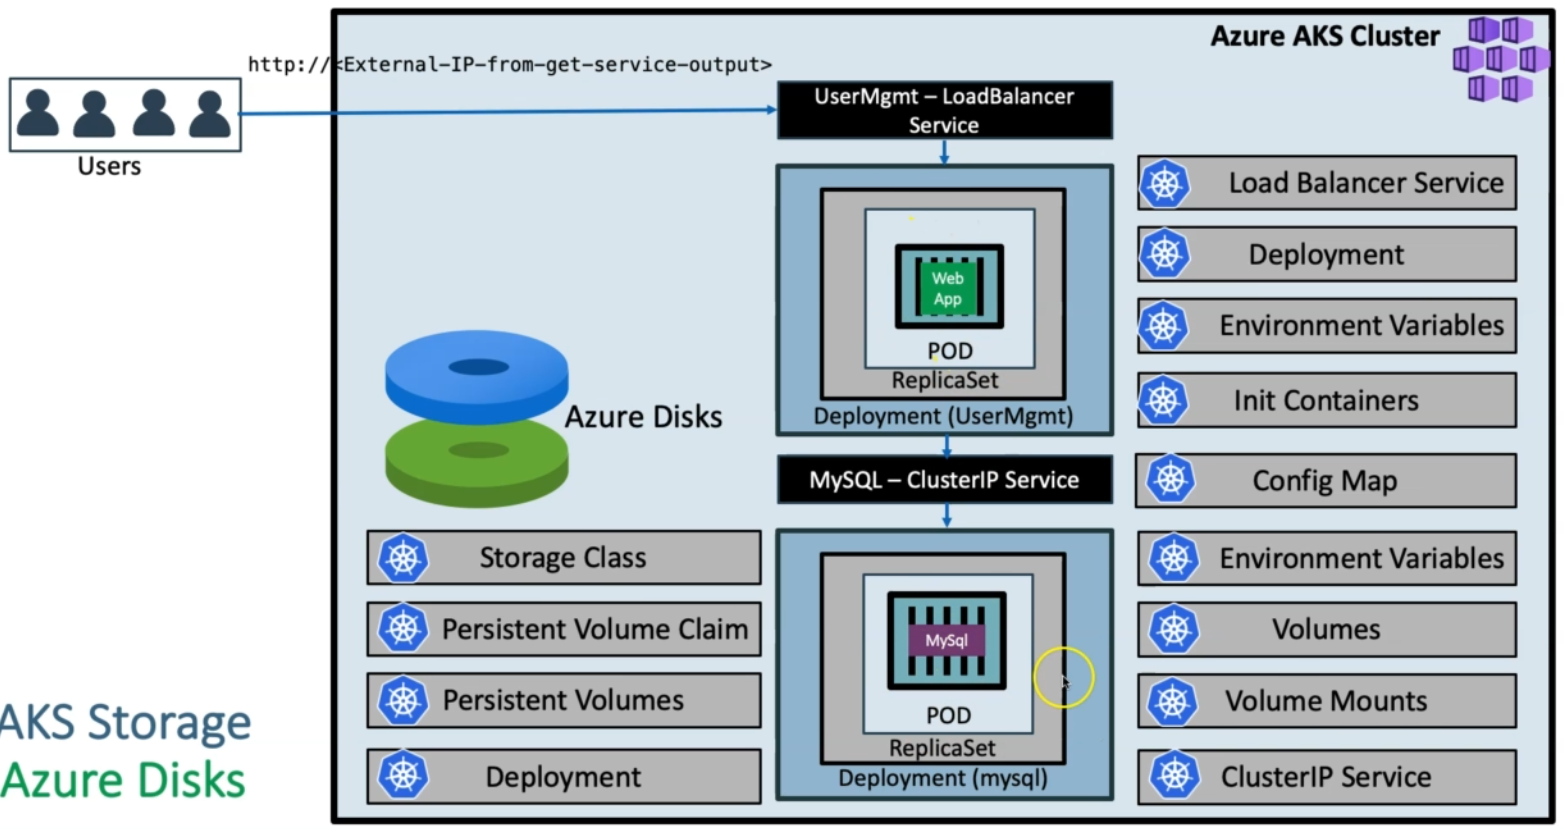 Azure AKS Cluster
http://<External-IP-from-get-service-output>
Users
UserMgmt – LoadBalancer
Service
Web
App
POD
ReplicaSet
Deployment (UserMgmt)
MySQL – ClusterIP Service
MySql
POD
ReplicaSet
Deployment (mysql)
Azure Disks
Storage Class
Persistent Volume Claim
Persistent Volumes
Deployment
Load Balancer Service
Deployment
Environment Variables
Init Containers
Config Map
Environment Variables
Volumes
Volume Mounts
ClusterIP Service
AKS Storage
Azure Disks